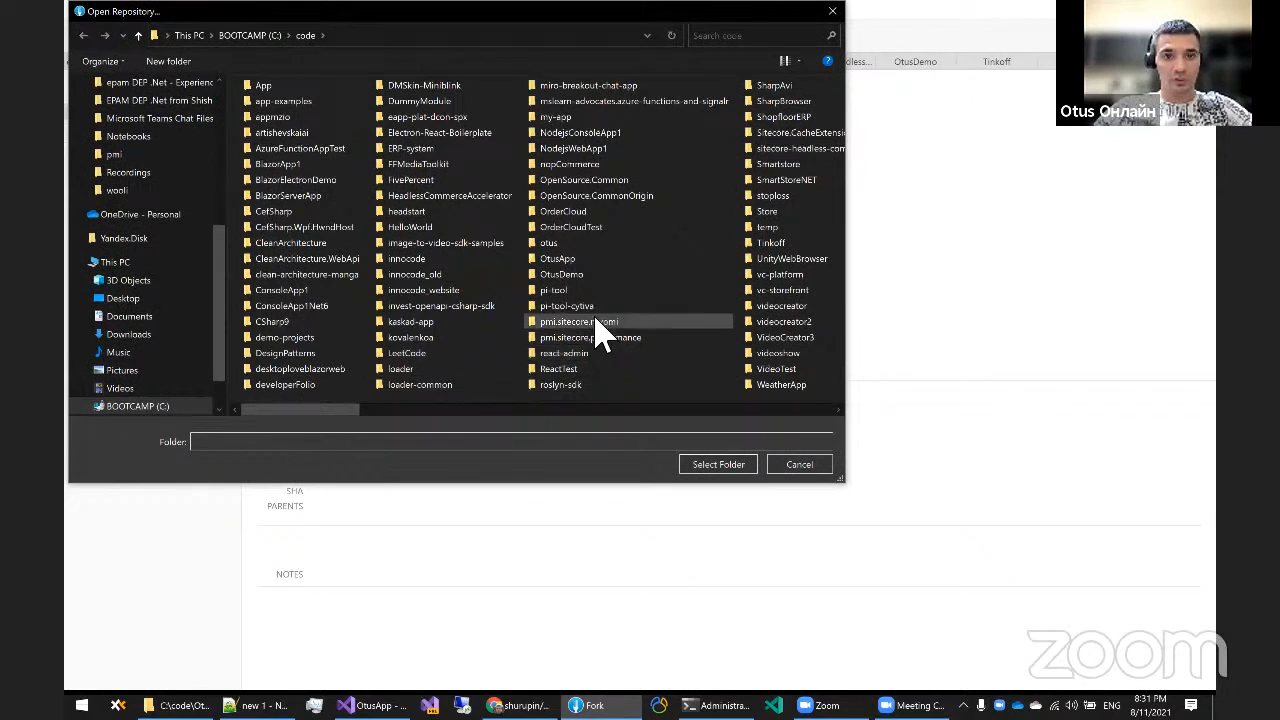 Open Repository...
This PC
BOOTCAMP (C:)
code
Search code
Organize
New folder
epam DEP .Net - Experienc
EPAM DEP .Net from Shish
Microsoft Teams Chat Files
Notebooks
pmi
Recordings
wooli
OneDrive - Personal
Yandex.Disk
This PC
3D Objects
Desktop
Documents
Downloads
Music
Pictures
Videos
BOOTCAMP (C:)
App
app-examples
appmzio
artishevskaiai
AzureFunctionAppTest
BlazorApp1
BlazorElectronDemo
BlazorServerApp
CefSharp
CefSharp.Wpf.HwndHost
CleanArchitecture
CleanArchitecture.WebApi
clean-architecture-manga
ConsoleApp1
ConsoleApp1Net6
CSharp9
demo-projects
DesignPatterns
desktoploveblazorweb
developerFolio
DMSkin-Miniblink
DummyModule
eapp-plat-dcon-spx
Electron-React-Boilerplate
ERP-system
FFMediaToolkit
FivePercent
HeadlessCommerceAccelerator
headstart
HelloWorld
image-to-video-sdk-samples
innocode
innocode_old
innocode_website
invest-openapi-csharp-sdk
kaskad-app
kovalenkoa
LeetCode
loader
loader-common
miro-breakout-chat-app
mslearn-advocates.azure-functions-and-signalr
my-app
NodejsConsoleApp1
NodejsWebApp1
nopCommerce
OpenSource.Common
OpenSource.CommonOrigin
OrderCloud
OrderCloudTest
otus
OtusApp
OtusDemo
pi-tool
pi-tool-cytiva
react-admin
ReactTest
roslyn-sdk
SharpAvi
SharpBrowser
ShopfloorERP
Sitecore.CacheExtensio
sitecore-headless-com
Smartstore
SmartStoreNET
stoploss
Store
temp
Tinkoff
UnityWebBrowser
vc-platform
vc-storefront
videocreator
videocreator2
VideoCreator3
videoshow
VideoTest
WeatherApp
Folder:
Select Folder
Cancel
dless...
OtusDemo
Tinkoff
Otus Онлайн
SHA
PARENTS
NOTES
zoom
C:\code\Ot...
new 1 - N...
OtusApp -...
shurupin/...
Fork
Administra...
Zoom
Meeting C...
ENG
8:31 PM
8/11/2021